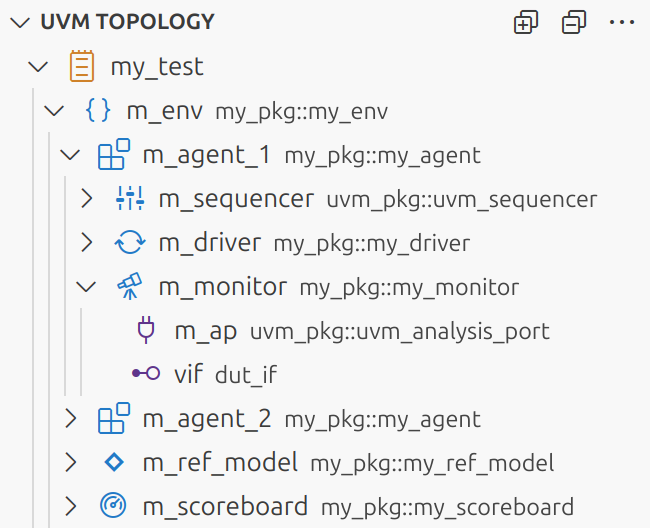 UVM TOPOLOGY
my_test
m_env my_pkg::my_env
m_agent_1 my_pkg::my_agent
m_sequencer uvm_pkg::uvm_sequencer
m_driver my_pkg::my_driver
m_monitor my_pkg::my_monitor
m_ap uvm_pkg::uvm_analysis_port
vif dut_if
m_agent_2 my_pkg::my_agent
m_ref_model my_pkg::my_ref_model
m_scoreboard my_pkg::my_scoreboard